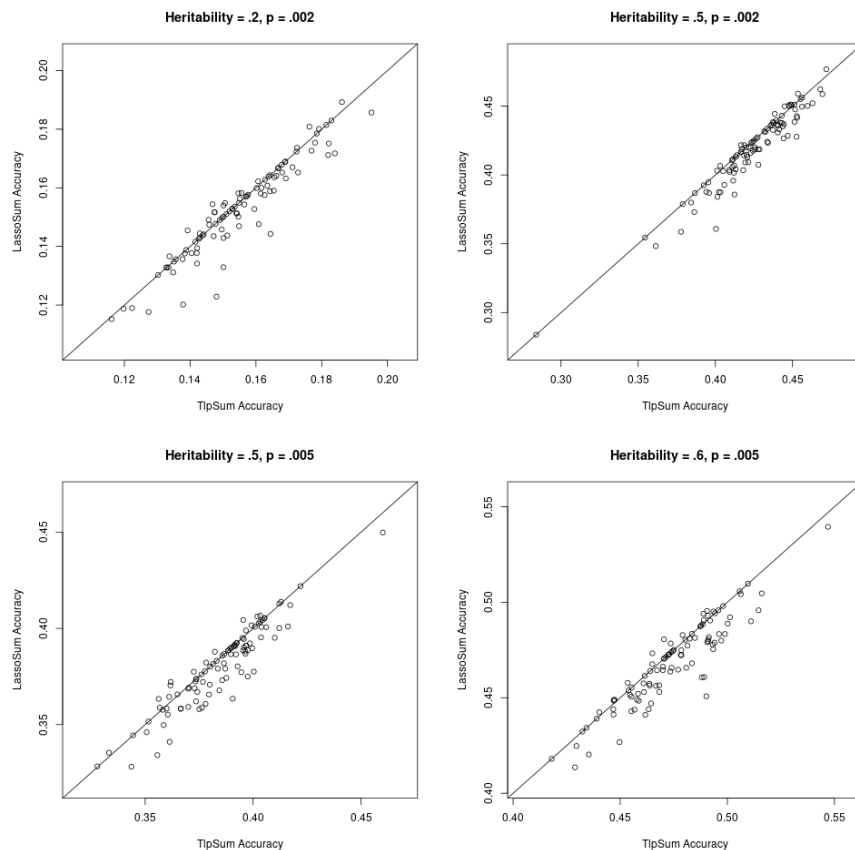 Heritability = .2, p = .002
LassoSum Accuracy
0.20
0.18
0.16
0.14
0.12
0.12 0.14 0.16 0.18 0.20
TlpSum Accuracy
Heritability = .5, p = .002
LassoSum Accuracy
0.45
0.40
0.35
0.30
0.30 0.35 0.40 0.45
TlpSum Accuracy
Heritability = .5, p = .005
LassoSum Accuracy
0.45
0.40
0.35
0.35 0.40 0.45
TlpSum Accuracy
Heritability = .6, p = .005
LassoSum Accuracy
0.55
0.50
0.45
0.40
0.40 0.45 0.50 0.55
TlpSum Accuracy